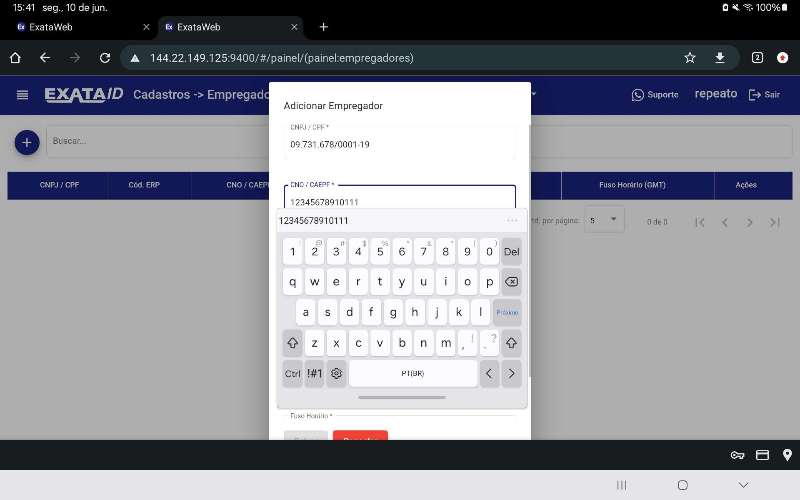 15:41 seg., 10 de jun.
100%
Ex ExataWeb
Ex ExataWeb
144.22.149.125:9400/#/painel/(painel:empregadores)
2
EXATAID
Cadastros -> Empregado
Suporte
repeato
Sair
Adicionar Empregador
CNPJ / CPF *
09.731.678/0001-19
Buscar...
CNPJ / CPF
Cód. ERP
CNO / CAEPF
Fuso Horário (GMT)
Ações
CNO / CAEPF *
12345678910111
por página:
5
0 de 0
12345678910111
1 2 3 4 5 6 7 8 9 0 Del
q w e r t y u i o p
a s d f g h j k l Próximo
z x c v b n m , ! . ?
Ctrl !#1 PT(BR) < >
Fuso Horário *